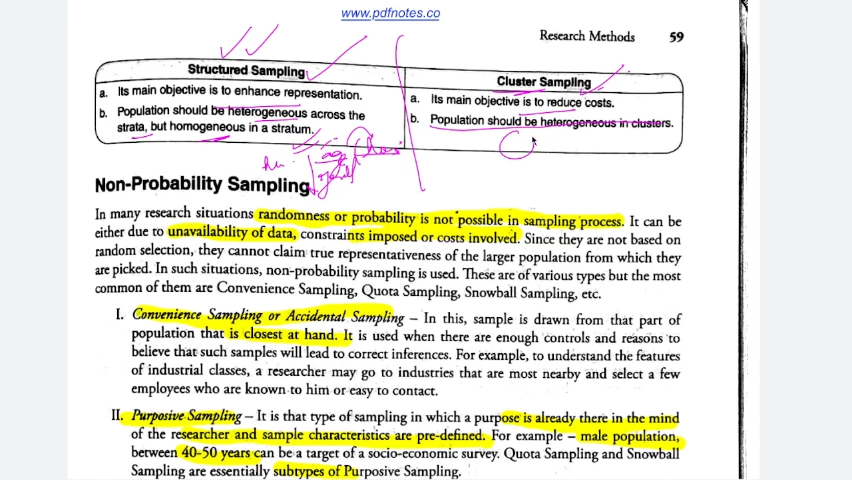 www.pdfnotes.co
Research Methods 59
Structured Sampling
a. Its main objective is to enhance representation.
b. Population should be heterogeneous across the
strata, but homogeneous in a stratum.
Cluster Sampling
a. Its main objective is to reduce costs.
b. Population should be heterogeneous in clusters.
Non-Probability Sampling
In many research situations randomness or probability is not possible in sampling process. It can be
either due to unavailability of data, constraints imposed or costs involved. Since they are not based on
random selection, they cannot claim true representativeness of the larger population from which they
are picked. In such situations, non-probability sampling is used. These are of various types but the most
common of them are Convenience Sampling, Quota Sampling, Snowball Sampling, etc.
I. Convenience Sampling or Accidental Sampling – In this, sample is drawn from that part of
population that is closest at hand. It is used when there are enough controls and reasons to
believe that such samples will lead to correct inferences. For example, to understand the features
of industrial classes, a researcher may go to industries that are most nearby and select a few
employees who are known to him or easy to contact.
II. Purposive Sampling – It is that type of sampling in which a purpose is already there in the mind
of the researcher and sample characteristics are pre-defined. For example – male population,
between 40-50 years can be a target of a socio-economic survey. Quota Sampling and Snowball
Sampling are essentially subtypes of Purposive Sampling.